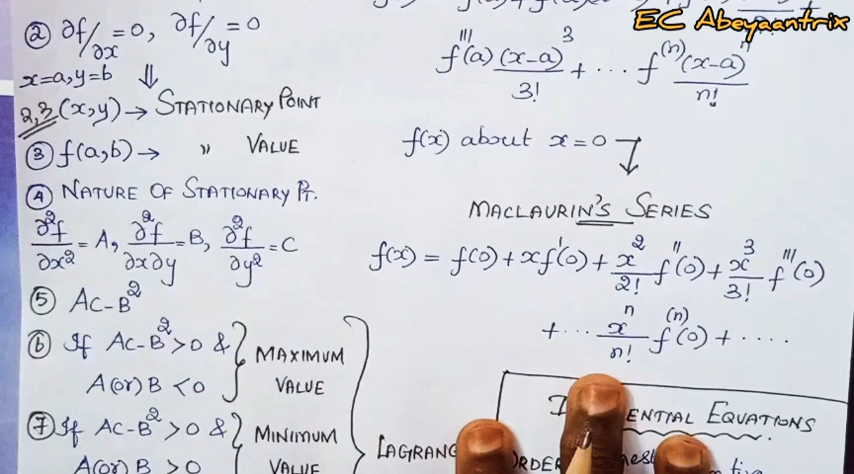 ② ∂f/∂x = 0, ∂f/∂y = 0
x=a, y=b ⇓
2,3 (x,y) → STATIONARY POINT
③ f(a,b) → " VALUE
④ NATURE OF STATIONARY PT.
∂²f/∂x² = A, ∂²f/∂x∂y = B, ∂²f/∂y² = C
⑤ AC-B²
⑥ If AC-B² > 0 & } MAXIMUM
A(or) B < 0 } VALUE
⑦ If AC-B² > 0 & } MINIMUM
A(or) B > 0 VALUE
LAGRANG
EC Abeyaantrix
f'''(a) (x-a)³/3! + ... f⁽ⁿ⁾ (x-a)ⁿ/n!
f(x) about x=0
MACLAURIN'S SERIES
f(x) = f(0) + xf'(0) + x²/2! f''(0) + x³/3! f'''(0)
+ ... xⁿ/n! f⁽ⁿ⁾(0) + ....
ENTIAL EQUATIONS
ORDER